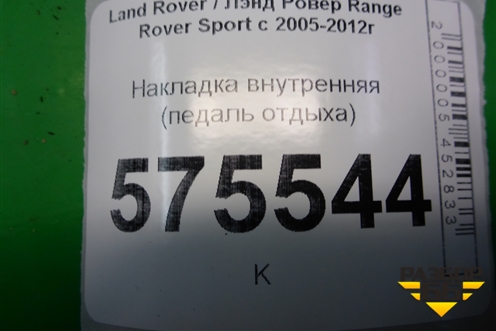 Land Rover / Лэнд Ровер Range
Rover Sport с 2005-2012г
Накладка внутренняя
(педаль отдыха)
575544
К
2000005452833